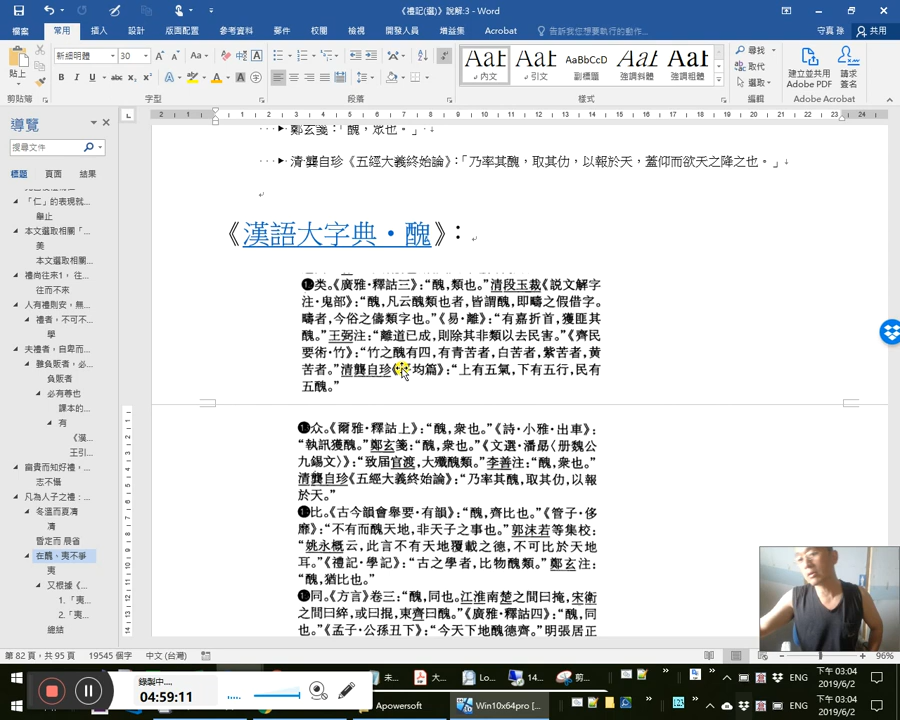 《禮記(選)》說解:3 - Word
檔案 常用 插入 設計 版面配置 參考資料 郵件 校閱 檢視 開發人員 增益集 Acrobat 告訴我您想要執行的動作... 守真 孫 共用
貼上
新細明體 30
剪貼簿 字型 段落 樣式 編輯 Adobe Acrobat
AaBbCcD
內文 引文 副標題 強調斜體 強調粗體
尋找
取代
選取
建立並共用 Adobe PDF
請求簽名
導覽
搜尋文件
標題 頁面 結果
「仁」的表現就...
舉止
本文選取相關「...
美
本文選取相關...
禮尚往來1, 往...
往而不來
人有禮則安,無...
禮者,不可不...
學
夫禮者,自卑而...
雖負販者,必...
負販者
必有尊也
課本的...
有
《漢...
王引...
富貴而知好禮,...
志不懾
凡為人子之禮:...
冬溫而夏凊
凊
昏定而 晨省
在醜、夷不爭
夷
又根據《...
1.「夷...
2.「夷...
總結
鄭玄箋:「醜,眾也。」
清·龔自珍《五經大義終始論》:「乃率其醜,取其仂,以報於天,蓋仰而欲天之降之也。」
《漢語大字典・醜》:
类。《廣雅·釋詁三》:“醜,類也。”清段玉裁《説文解字
注·鬼部》:“醜,凡云醜類也者,皆謂醜,即疇之假借字。
疇者,今俗之儔類字也。”《易·離》:“有嘉折首,獲匪其
醜。”王弼注:“離道已成,則除其非類以去民害。”《齊民
要術·竹》:“竹之醜有四,有青苦者,白苦者,紫苦者,黄
苦者。”清龔自珍《 均篇》:“上有五氣,下有五行,民有
五醜。”
众。《爾雅·釋詁上》:“醜,衆也。”《詩·小雅·出車》:
“執訊獲醜。”鄭玄箋:“醜,衆也。”《文選·潘勗〈册魏公
九錫文〉》:“致届官渡,大殲醜類。”李善注:“醜,衆也。”
清龔自珍《五經大義終始論》:“乃率其醜,取其仂,以報
於天。”
比。《古今韻會舉要·有韻》:“醜,齊比也。”《管子·侈
靡》:“不有而醜天地,非天子之事也。”郭沫若等集校:
“姚永概云,此言不有天地覆載之德,不可比於天地
耳。”《禮記·學記》:“古之學者,比物醜類。”鄭玄注:
“醜,猶比也。”
同。《方言》卷三:“醜,同也。江淮南楚之間曰掩,宋衛
之間曰綷,或曰掍,東齊曰醜。”《廣雅·釋詁四》:“醜,同
也。”《孟子·公孫丑下》:“今天下地醜德齊。”明張居正
第 82 頁,共 95 頁 19545 個字 中文 (台灣) 96%
錄製中...
04:59:11
未... 大... Lo... 14... 剪... ENG 下午 03:04 2019/6/2
Apowersoft Win10x64pro [... ENG 下午 03:04 2019/6/2